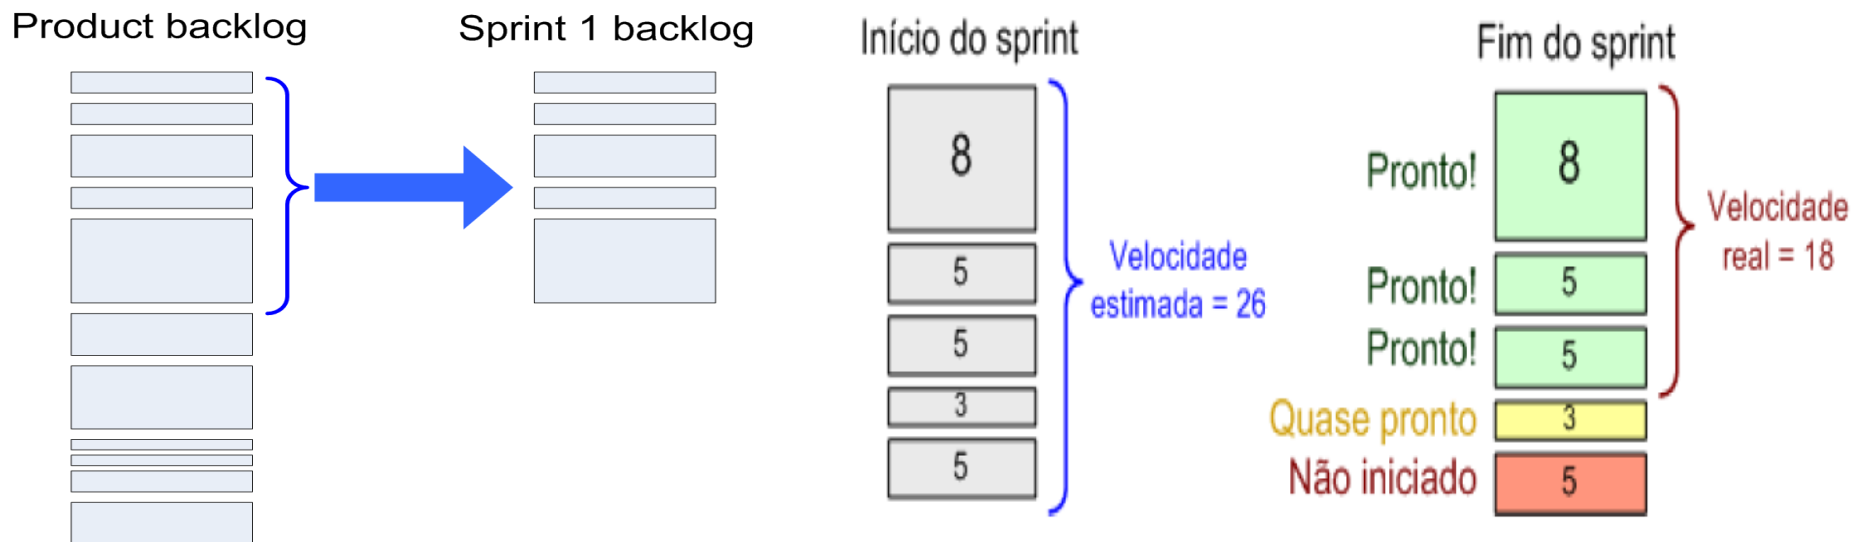 Product backlog
Sprint 1 backlog
Início do sprint
8
5
5
3
5
Velocidade
estimada = 26
Fim do sprint
Pronto! 8
Pronto! 5
Pronto! 5
Quase pronto 3
Não iniciado 5
Velocidade
real = 18